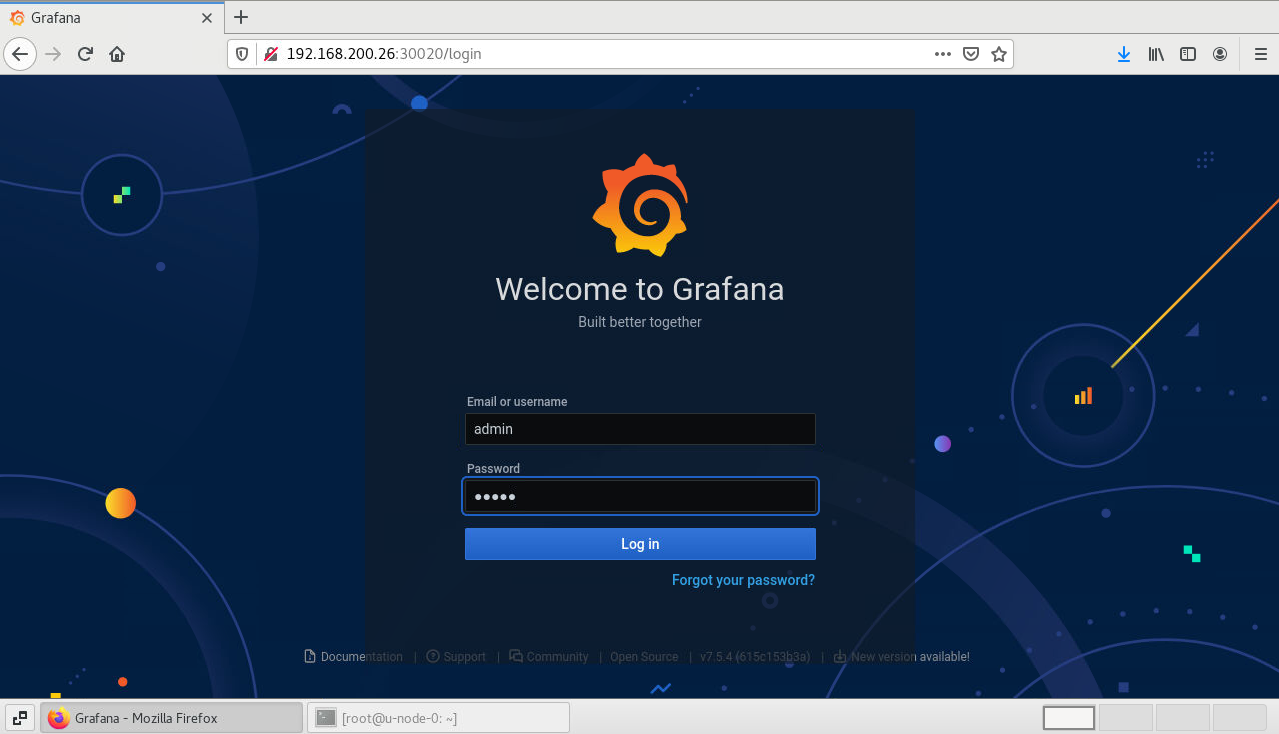 Grafana
192.168.200.26:30020/login
Welcome to Grafana
Built better together
Email or username
admin
Password
•••••
Log in
Forgot your password?
Documentation | Support | Community | Open Source | v7.5.4 (615c153b3a) | New version available!
Grafana - Mozilla Firefox
[root@u-node-0: ~]